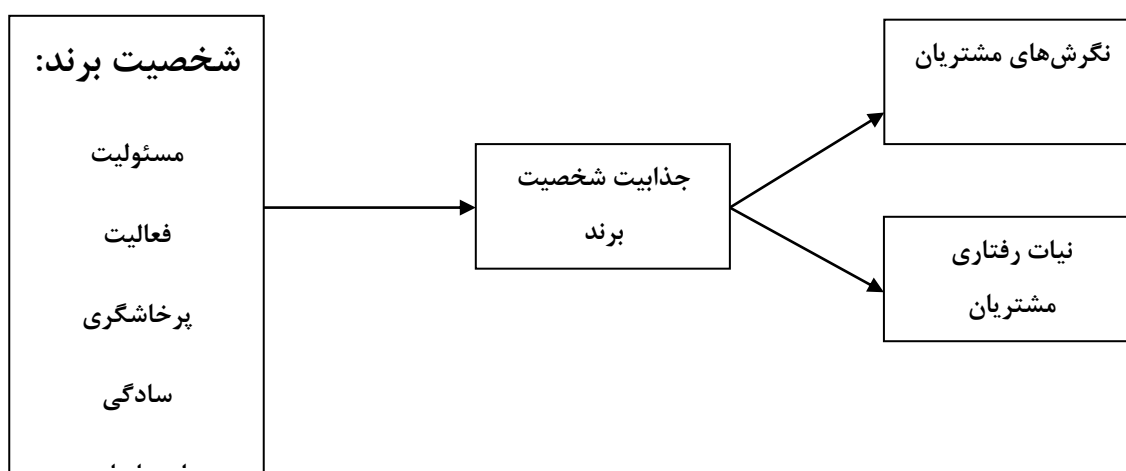 شخصیت برند:
مسئولیت
فعالیت
پرخاشگری
سادگی
جذابیت شخصیت
برند
نگرش‌های مشتریان
نیات رفتاری
مشتریان